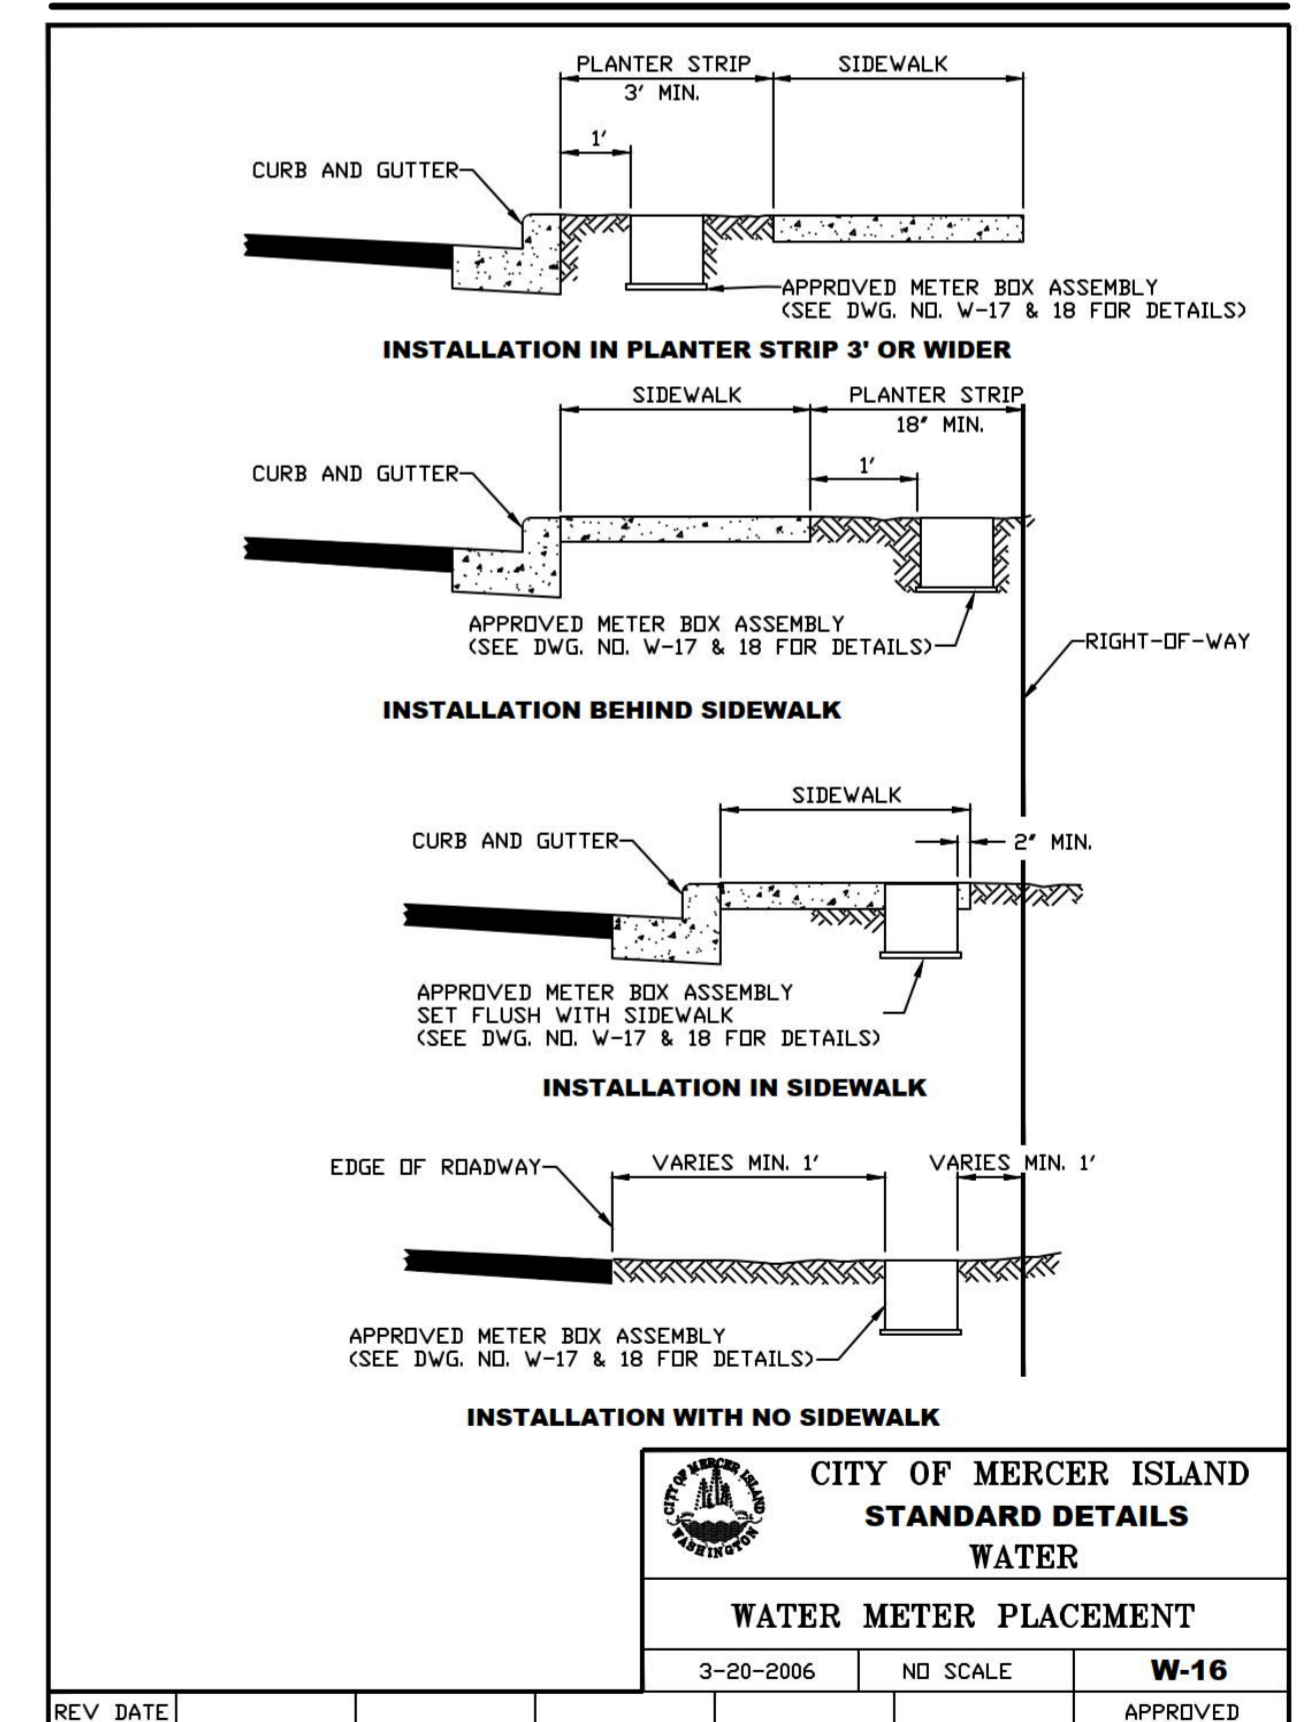 PLANTER STRIP
SIDEWALK
3' MIN.
1'
CURB AND GUTTER
APPROVED METER BOX ASSEMBLY
(SEE DWG. NO. W-17 & 18 FOR DETAILS)
INSTALLATION IN PLANTER STRIP 3' OR WIDER
SIDEWALK
PLANTER STRIP
18" MIN.
1'
CURB AND GUTTER
APPROVED METER BOX ASSEMBLY
(SEE DWG. NO. W-17 & 18 FOR DETAILS)
RIGHT-OF-WAY
INSTALLATION BEHIND SIDEWALK
SIDEWALK
CURB AND GUTTER
2" MIN.
APPROVED METER BOX ASSEMBLY
SET FLUSH WITH SIDEWALK
(SEE DWG. NO. W-17 & 18 FOR DETAILS)
INSTALLATION IN SIDEWALK
EDGE OF ROADWAY
VARIES MIN. 1'
VARIES MIN. 1'
APPROVED METER BOX ASSEMBLY
(SEE DWG. NO. W-17 & 18 FOR DETAILS)
INSTALLATION WITH NO SIDEWALK
CITY OF MERCER ISLAND
WASHINGTON
CITY OF MERCER ISLAND
STANDARD DETAILS
WATER
WATER METER PLACEMENT
3-20-2006
NO SCALE
W-16
REV DATE
APPROVED